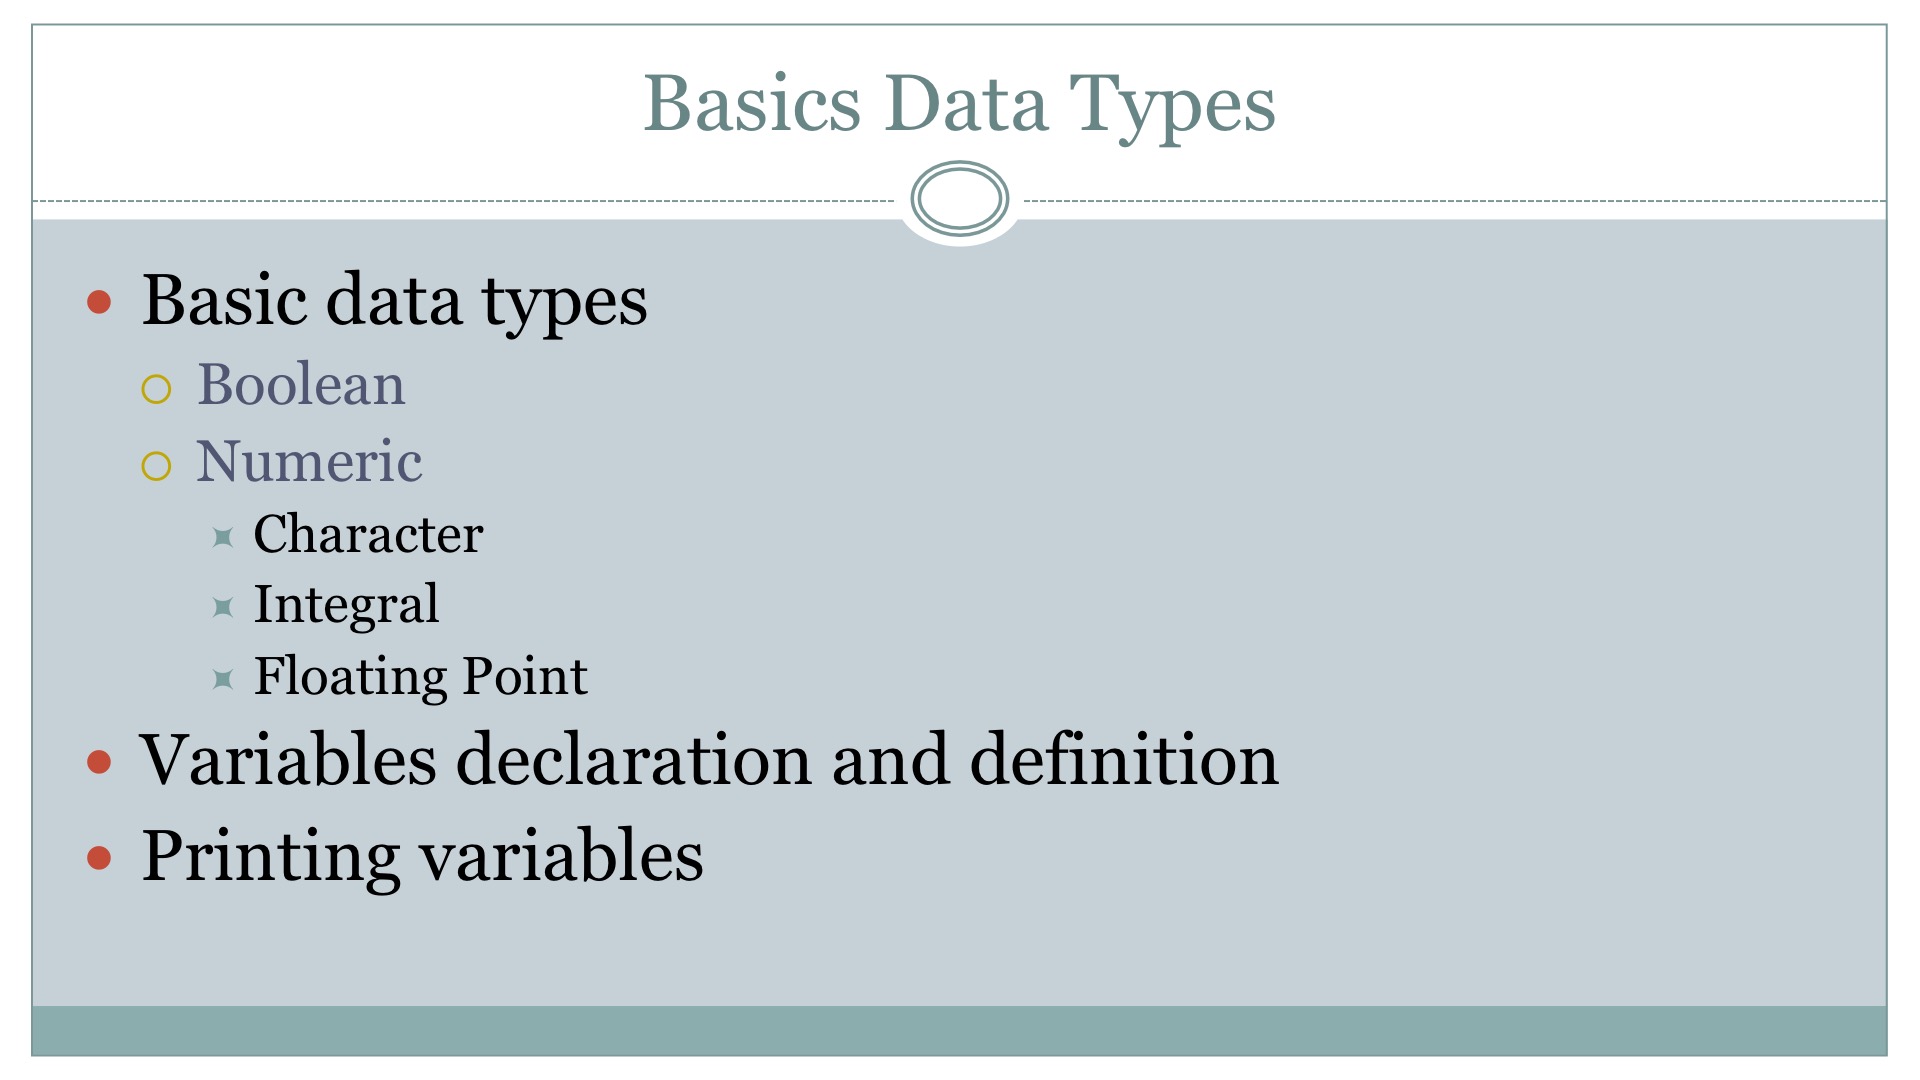 Basics Data Types
Basic data types
Boolean
Numeric
Character
Integral
Floating Point
Variables declaration and definition
Printing variables